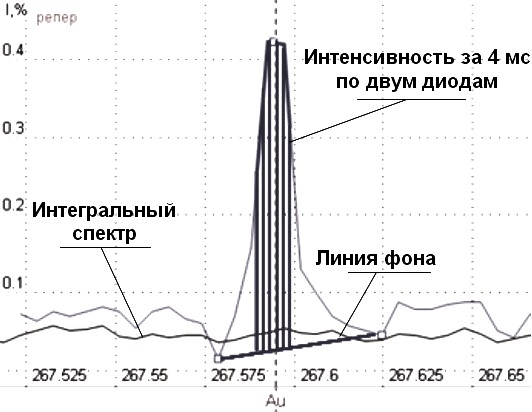 I,%
репер
0.4
Интенсивность за 4 мс
по двум диодам
0.3
0.2
Интегральный
спектр
Линия фона
0.1
267.525 267.55 267.575 267.6 267.625 267.65
Au